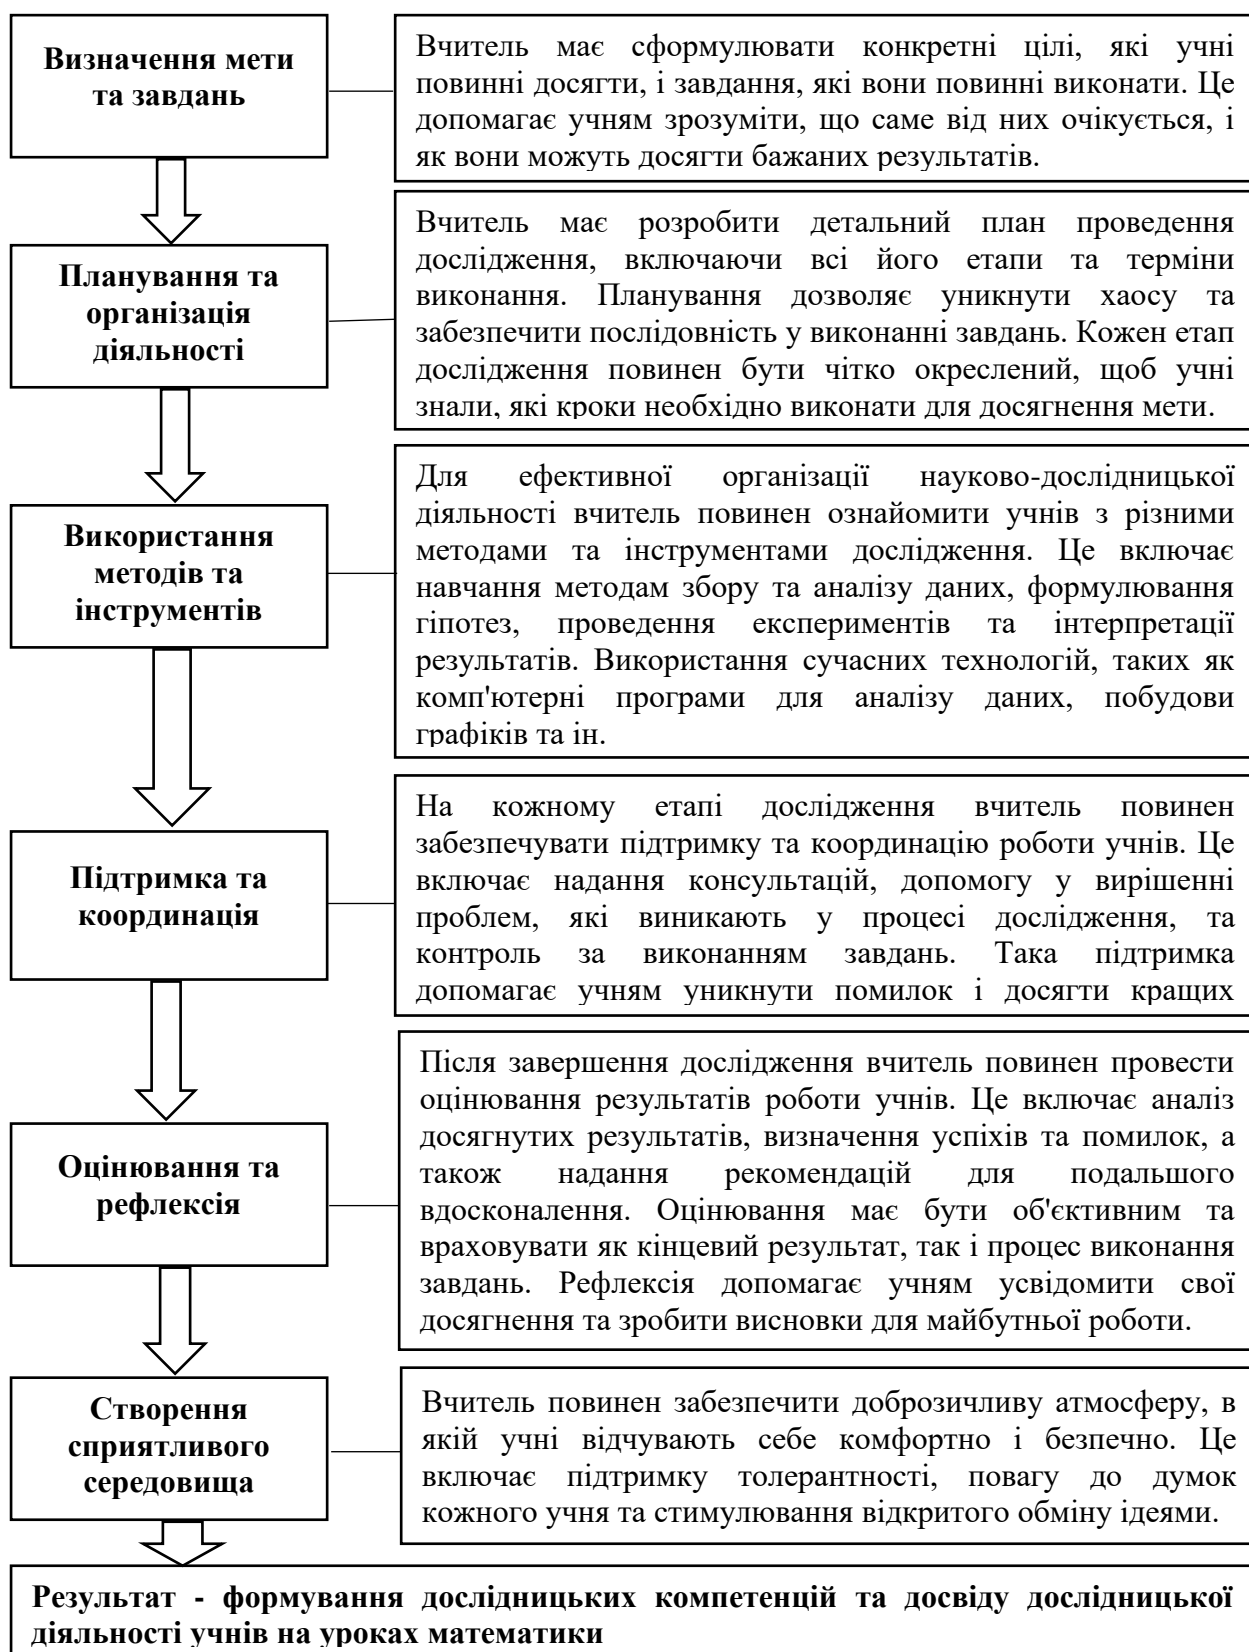 Визначення мети
та завдань
Вчитель має сформулювати конкретні цілі, які учні
повинні досягти, і завдання, які вони повинні виконати. Це
допомагає учням зрозуміти, що саме від них очікується, і
як вони можуть досягти бажаних результатів.
Планування та
організація
діяльності
Вчитель має розробити детальний план проведення
дослідження, включаючи всі його етапи та терміни
виконання. Планування дозволяє уникнути хаосу та
забезпечити послідовність у виконанні завдань. Кожен етап
дослідження повинен бути чітко окреслений, щоб учні
знали, які кроки необхідно виконати для досягнення мети.
Використання
методів та
інструментів
Для ефективної організації науково-дослідницької
діяльності вчитель повинен ознайомити учнів з різними
методами та інструментами дослідження. Це включає
навчання методам збору та аналізу даних, формулювання
гіпотез, проведення експериментів та інтерпретації
результатів. Використання сучасних технологій, таких як
комп'ютерні програми для аналізу даних, побудови
графіків та ін.
Підтримка та
координація
На кожному етапі дослідження вчитель повинен
забезпечувати підтримку та координацію роботи учнів. Це
включає надання консультацій, допомогу у вирішенні
проблем, які виникають у процесі дослідження, та
контроль за виконанням завдань. Така підтримка
допомагає учням уникнути помилок і досягти кращих
Оцінювання та
рефлексія
Після завершення дослідження вчитель повинен провести
оцінювання результатів роботи учнів. Це включає аналіз
досягнутих результатів, визначення успіхів та помилок, а
також надання рекомендацій для подальшого
вдосконалення. Оцінювання має бути об'єктивним та
враховувати як кінцевий результат, так і процес виконання
завдань. Рефлексія допомагає учням усвідомити свої
досягнення та зробити висновки для майбутньої роботи.
Створення
сприятливого
середовища
Вчитель повинен забезпечити доброзичливу атмосферу, в
якій учні відчувають себе комфортно і безпечно. Це
включає підтримку толерантності, повагу до думок
кожного учня та стимулювання відкритого обміну ідеями.
Результат - формування дослідницьких компетенцій та досвіду дослідницької
діяльності учнів на уроках математики